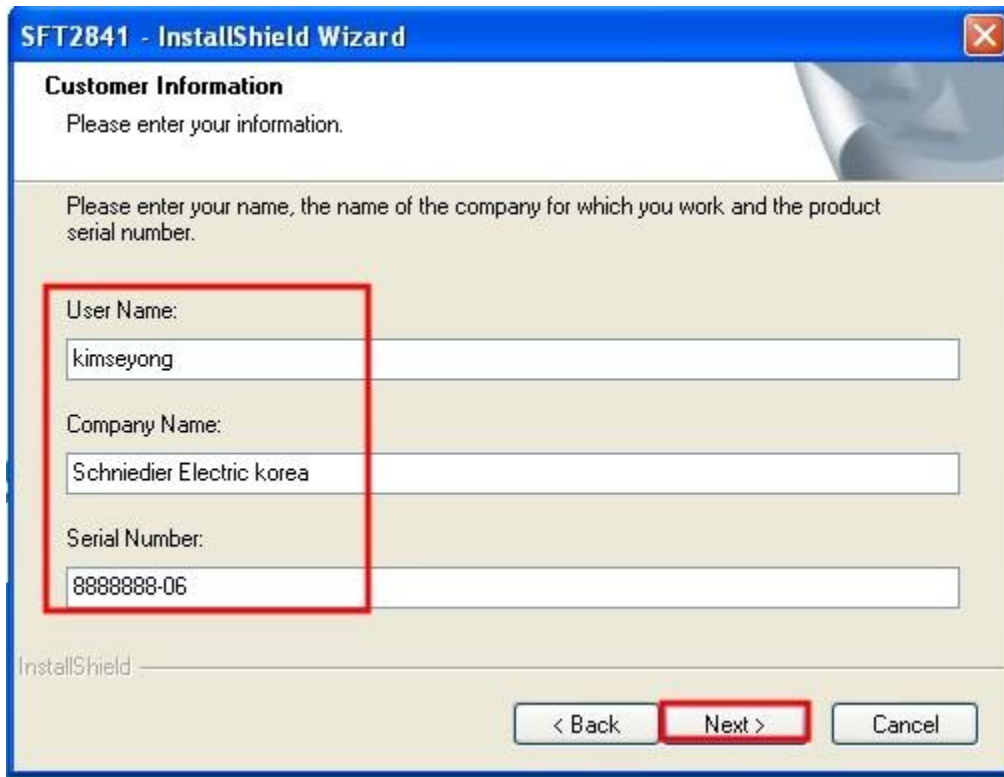 SFT2841 - InstallShield Wizard
Customer Information
Please enter your information.
Please enter your name, the name of the company for which you work and the product
serial number.
User Name:
kimseyong
Company Name:
Schniedier Electric korea
Serial Number:
8888888-06
InstallShield
< Back
Next >
Cancel